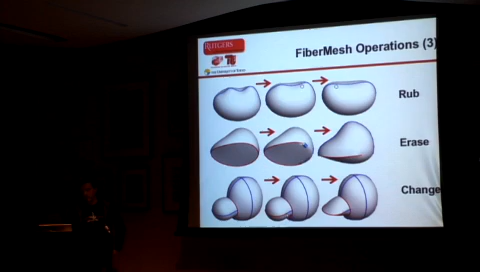 RUTGERS
FiberMesh Operations (3)
Rub
Erase
Change